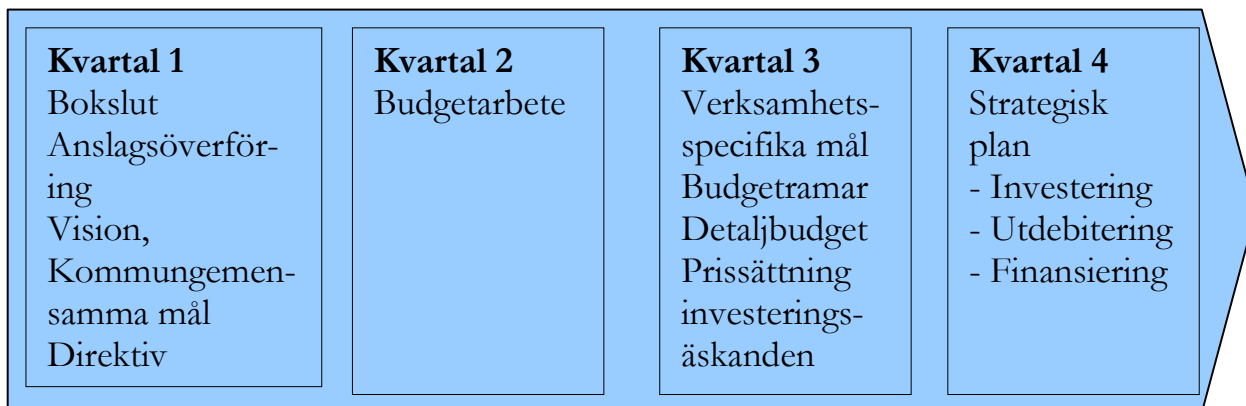 Kvartal 1
Bokslut
Anslagsöverför-
ing
Vision,
Kommungemen-
samma mål
Direktiv
Kvartal 2
Budgetarbete
Kvartal 3
Verksamhets-
specifika mål
Budgetramar
Detaljbudget
Prissättning
investerings-
äskanden
Kvartal 4
Strategisk
plan
- Investering
- Utdebitering
- Finansiering